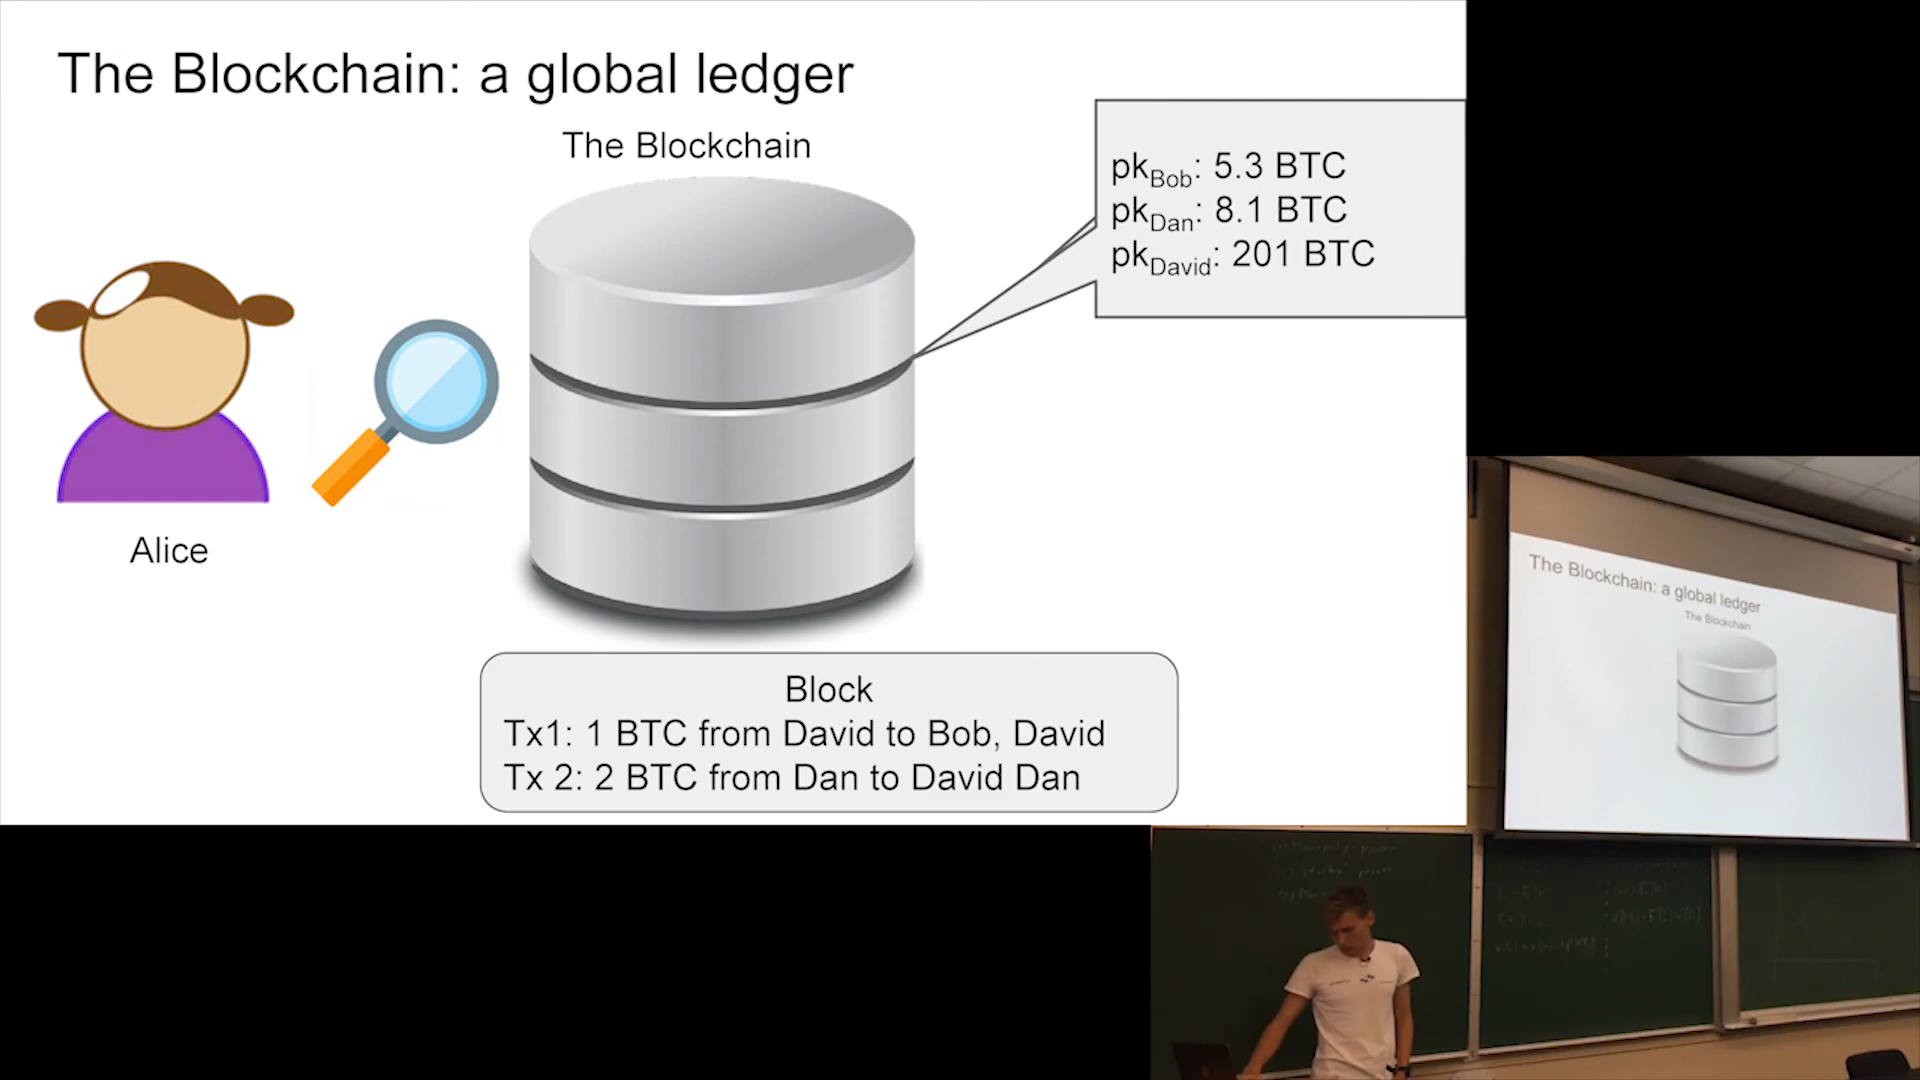 The Blockchain: a global ledger
The Blockchain
pkBob: 5.3 BTC
pkDan: 8.1 BTC
pkDavid: 201 BTC
Alice
Block
Tx1: 1 BTC from David to Bob, David
Tx 2: 2 BTC from Dan to David Dan
The Blockchain: a global ledger
The Blockchain